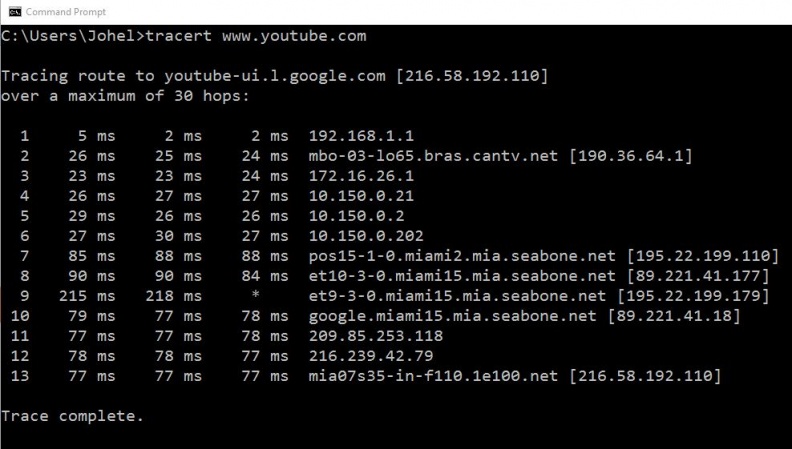 Command Prompt
C:\Users\Johel>tracert www.youtube.com
Tracing route to youtube-ui.l.google.com [216.58.192.110]
over a maximum of 30 hops:
1 5 ms 2 ms 2 ms 192.168.1.1
2 26 ms 25 ms 24 ms mbo-03-lo65.bras.cantv.net [190.36.64.1]
3 23 ms 23 ms 24 ms 172.16.26.1
4 26 ms 27 ms 27 ms 10.150.0.21
5 29 ms 26 ms 26 ms 10.150.0.2
6 27 ms 30 ms 27 ms 10.150.0.202
7 85 ms 88 ms 88 ms pos15-1-0.miami2.mia.seabone.net [195.22.199.110]
8 90 ms 90 ms 84 ms et10-3-0.miami15.mia.seabone.net [89.221.41.177]
9 215 ms 218 ms * et9-3-0.miami15.mia.seabone.net [195.22.199.179]
10 79 ms 77 ms 78 ms google.miami15.mia.seabone.net [89.221.41.18]
11 77 ms 77 ms 78 ms 209.85.253.118
12 78 ms 78 ms 77 ms 216.239.42.79
13 77 ms 77 ms 77 ms mia07s35-in-f110.1e100.net [216.58.192.110]
Trace complete.